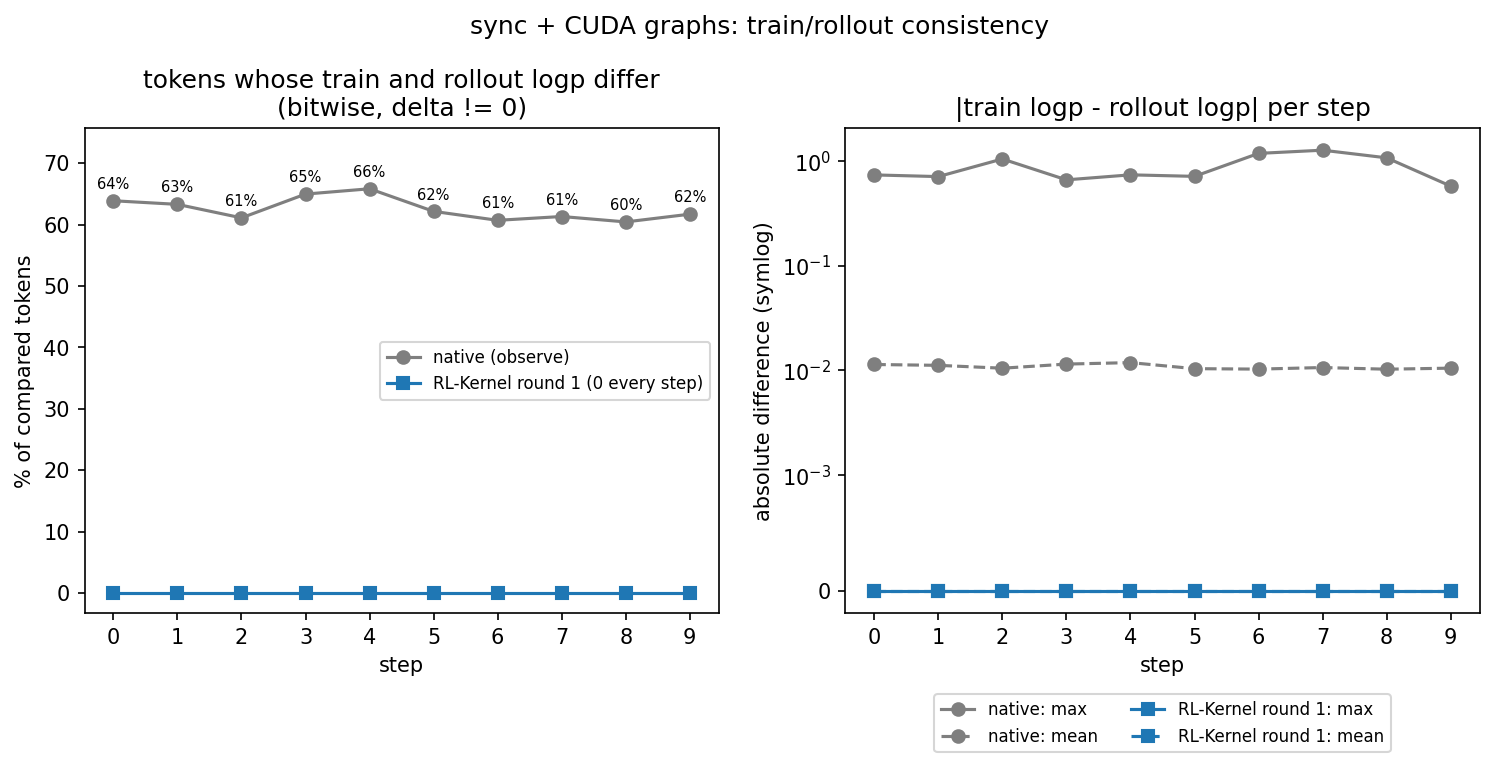 sync + CUDA graphs: train/rollout consistency
tokens whose train and rollout logp differ
(bitwise, delta != 0)
% of compared tokens
70
60
50
40
30
20
10
0
64%
63%
61%
65%
66%
62%
61%
61%
60%
62%
native (observe)
RL-Kernel round 1 (0 every step)
0 1 2 3 4 5 6 7 8 9
step
|train logp - rollout logp| per step
absolute difference (symlog)
10⁰
10⁻¹
10⁻²
10⁻³
0
0 1 2 3 4 5 6 7 8 9
step
native: max
native: mean
RL-Kernel round 1: max
RL-Kernel round 1: mean